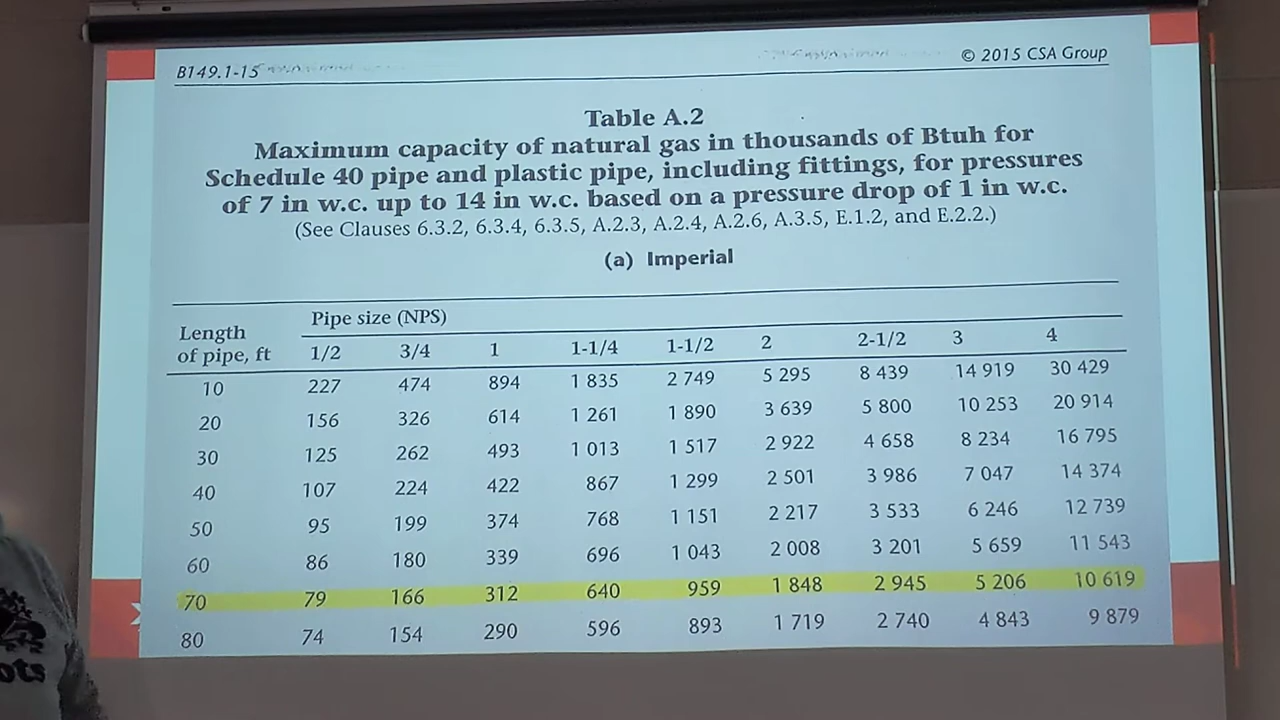 B149.1-15
© 2015 CSA Group
Table A.2
Maximum capacity of natural gas in thousands of Btuh for
Schedule 40 pipe and plastic pipe, including fittings, for pressures
of 7 in w.c. up to 14 in w.c. based on a pressure drop of 1 in w.c.
(See Clauses 6.3.2, 6.3.4, 6.3.5, A.2.3, A.2.4, A.2.6, A.3.5, E.1.2, and E.2.2.)
(a) Imperial
Pipe size (NPS)
Length
of pipe, ft 1/2 3/4 1 1-1/4 1-1/2 2 2-1/2 3 4
10 227 474 894 1 835 2 749 5 295 8 439 14 919 30 429
20 156 326 614 1 261 1 890 3 639 5 800 10 253 20 914
30 125 262 493 1 013 1 517 2 922 4 658 8 234 16 795
40 107 224 422 867 1 299 2 501 3 986 7 047 14 374
50 95 199 374 768 1 151 2 217 3 533 6 246 12 739
60 86 180 339 696 1 043 2 008 3 201 5 659 11 543
70 79 166 312 640 959 1 848 2 945 5 206 10 619
80 74 154 290 596 893 1 719 2 740 4 843 9 879
ots